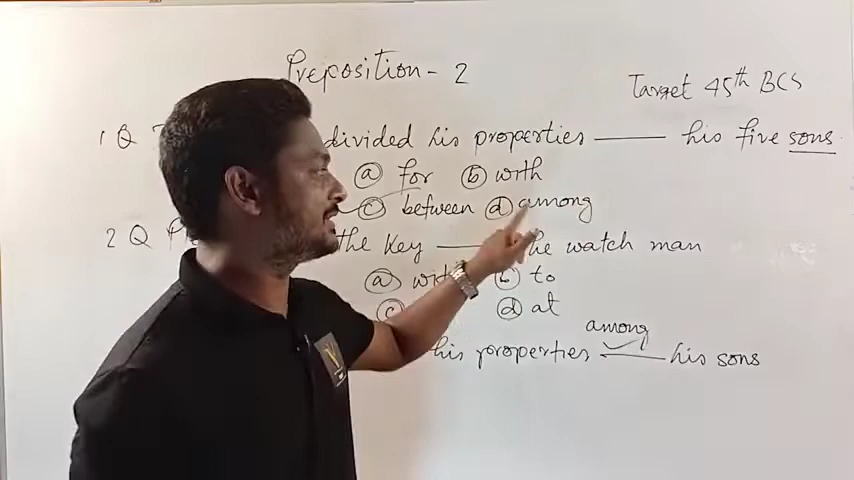 Preposition - 2
Target 45th BCS
1 Q divided his properties ——— his five sons
ⓐ for ⓑ with
ⓒ between ⓓ among
2 Q the key ——— the watch man
ⓐ with ⓑ to
ⓒ ⓓ at
among
his properties ——— his sons